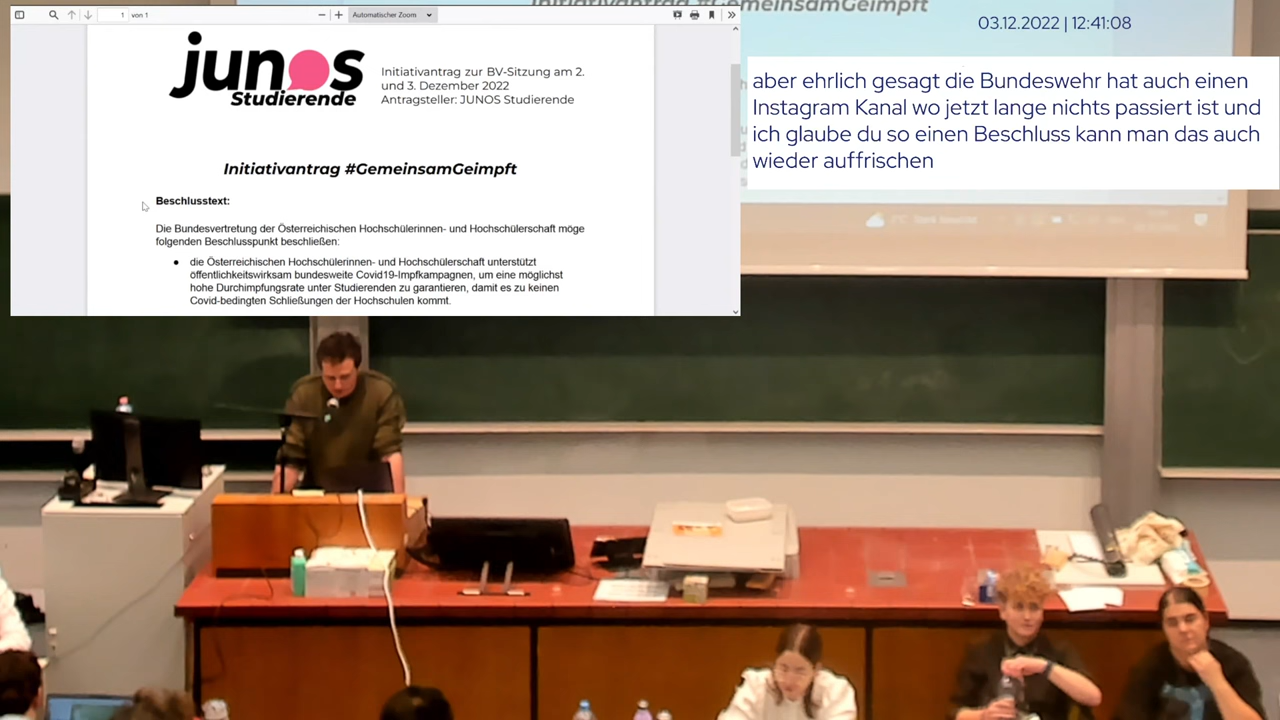 1 von 1
Automatischer Zoom
junos
Studierende
Initiativantrag zur BV-Sitzung am 2.
und 3. Dezember 2022
Antragsteller: JUNOS Studierende
Initiativantrag #GemeinsamGeimpft
Beschlusstext:
Die Bundesvertretung der Österreichischen Hochschülerinnen- und Hochschülerschaft möge
folgenden Beschlusspunkt beschließen:
● die Österreichischen Hochschülerinnen- und Hochschülerschaft unterstützt
öffentlichkeitswirksam bundesweite Covid19-Impfkampagnen, um eine möglichst
hohe Durchimpfungsrate unter Studierenden zu garantieren, damit es zu keinen
Covid-bedingten Schließungen der Hochschulen kommt.
Initiativantrag #GemeinsamGeimpft
03.12.2022 | 12:41:08
aber ehrlich gesagt die Bundeswehr hat auch einen
Instagram Kanal wo jetzt lange nichts passiert ist und
ich glaube du so einen Beschluss kann man das auch
wieder auffrischen